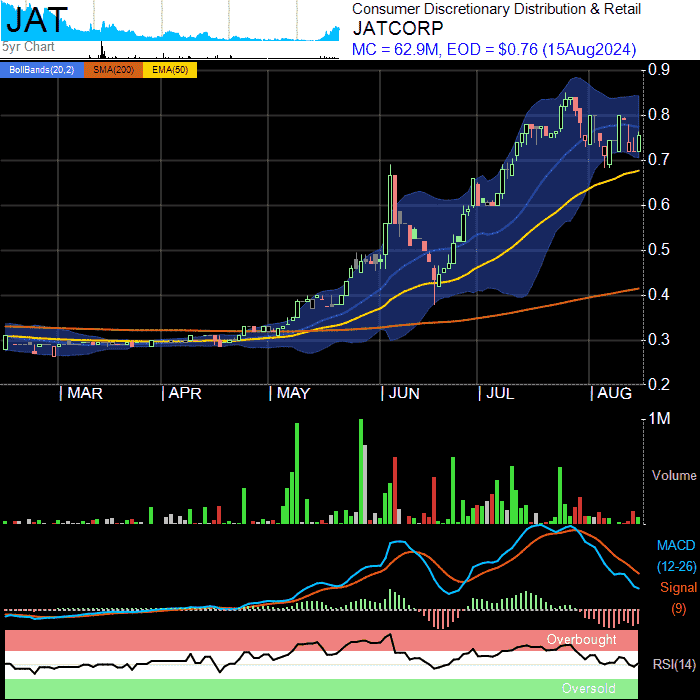 JAT
5yr Chart
Consumer Discretionary Distribution & Retail
JATCORP
MC = 62.9M, EOD = $0.76 (15Aug2024)
BollBands(20,2) SMA(200) EMA(50)
0.9
0.8
0.7
0.6
0.5
0.4
0.3
0.2
MAR APR MAY JUN JUL AUG
1M
Volume
MACD
(12-26)
Signal
(9)
Overbought
RSI(14)
Oversold